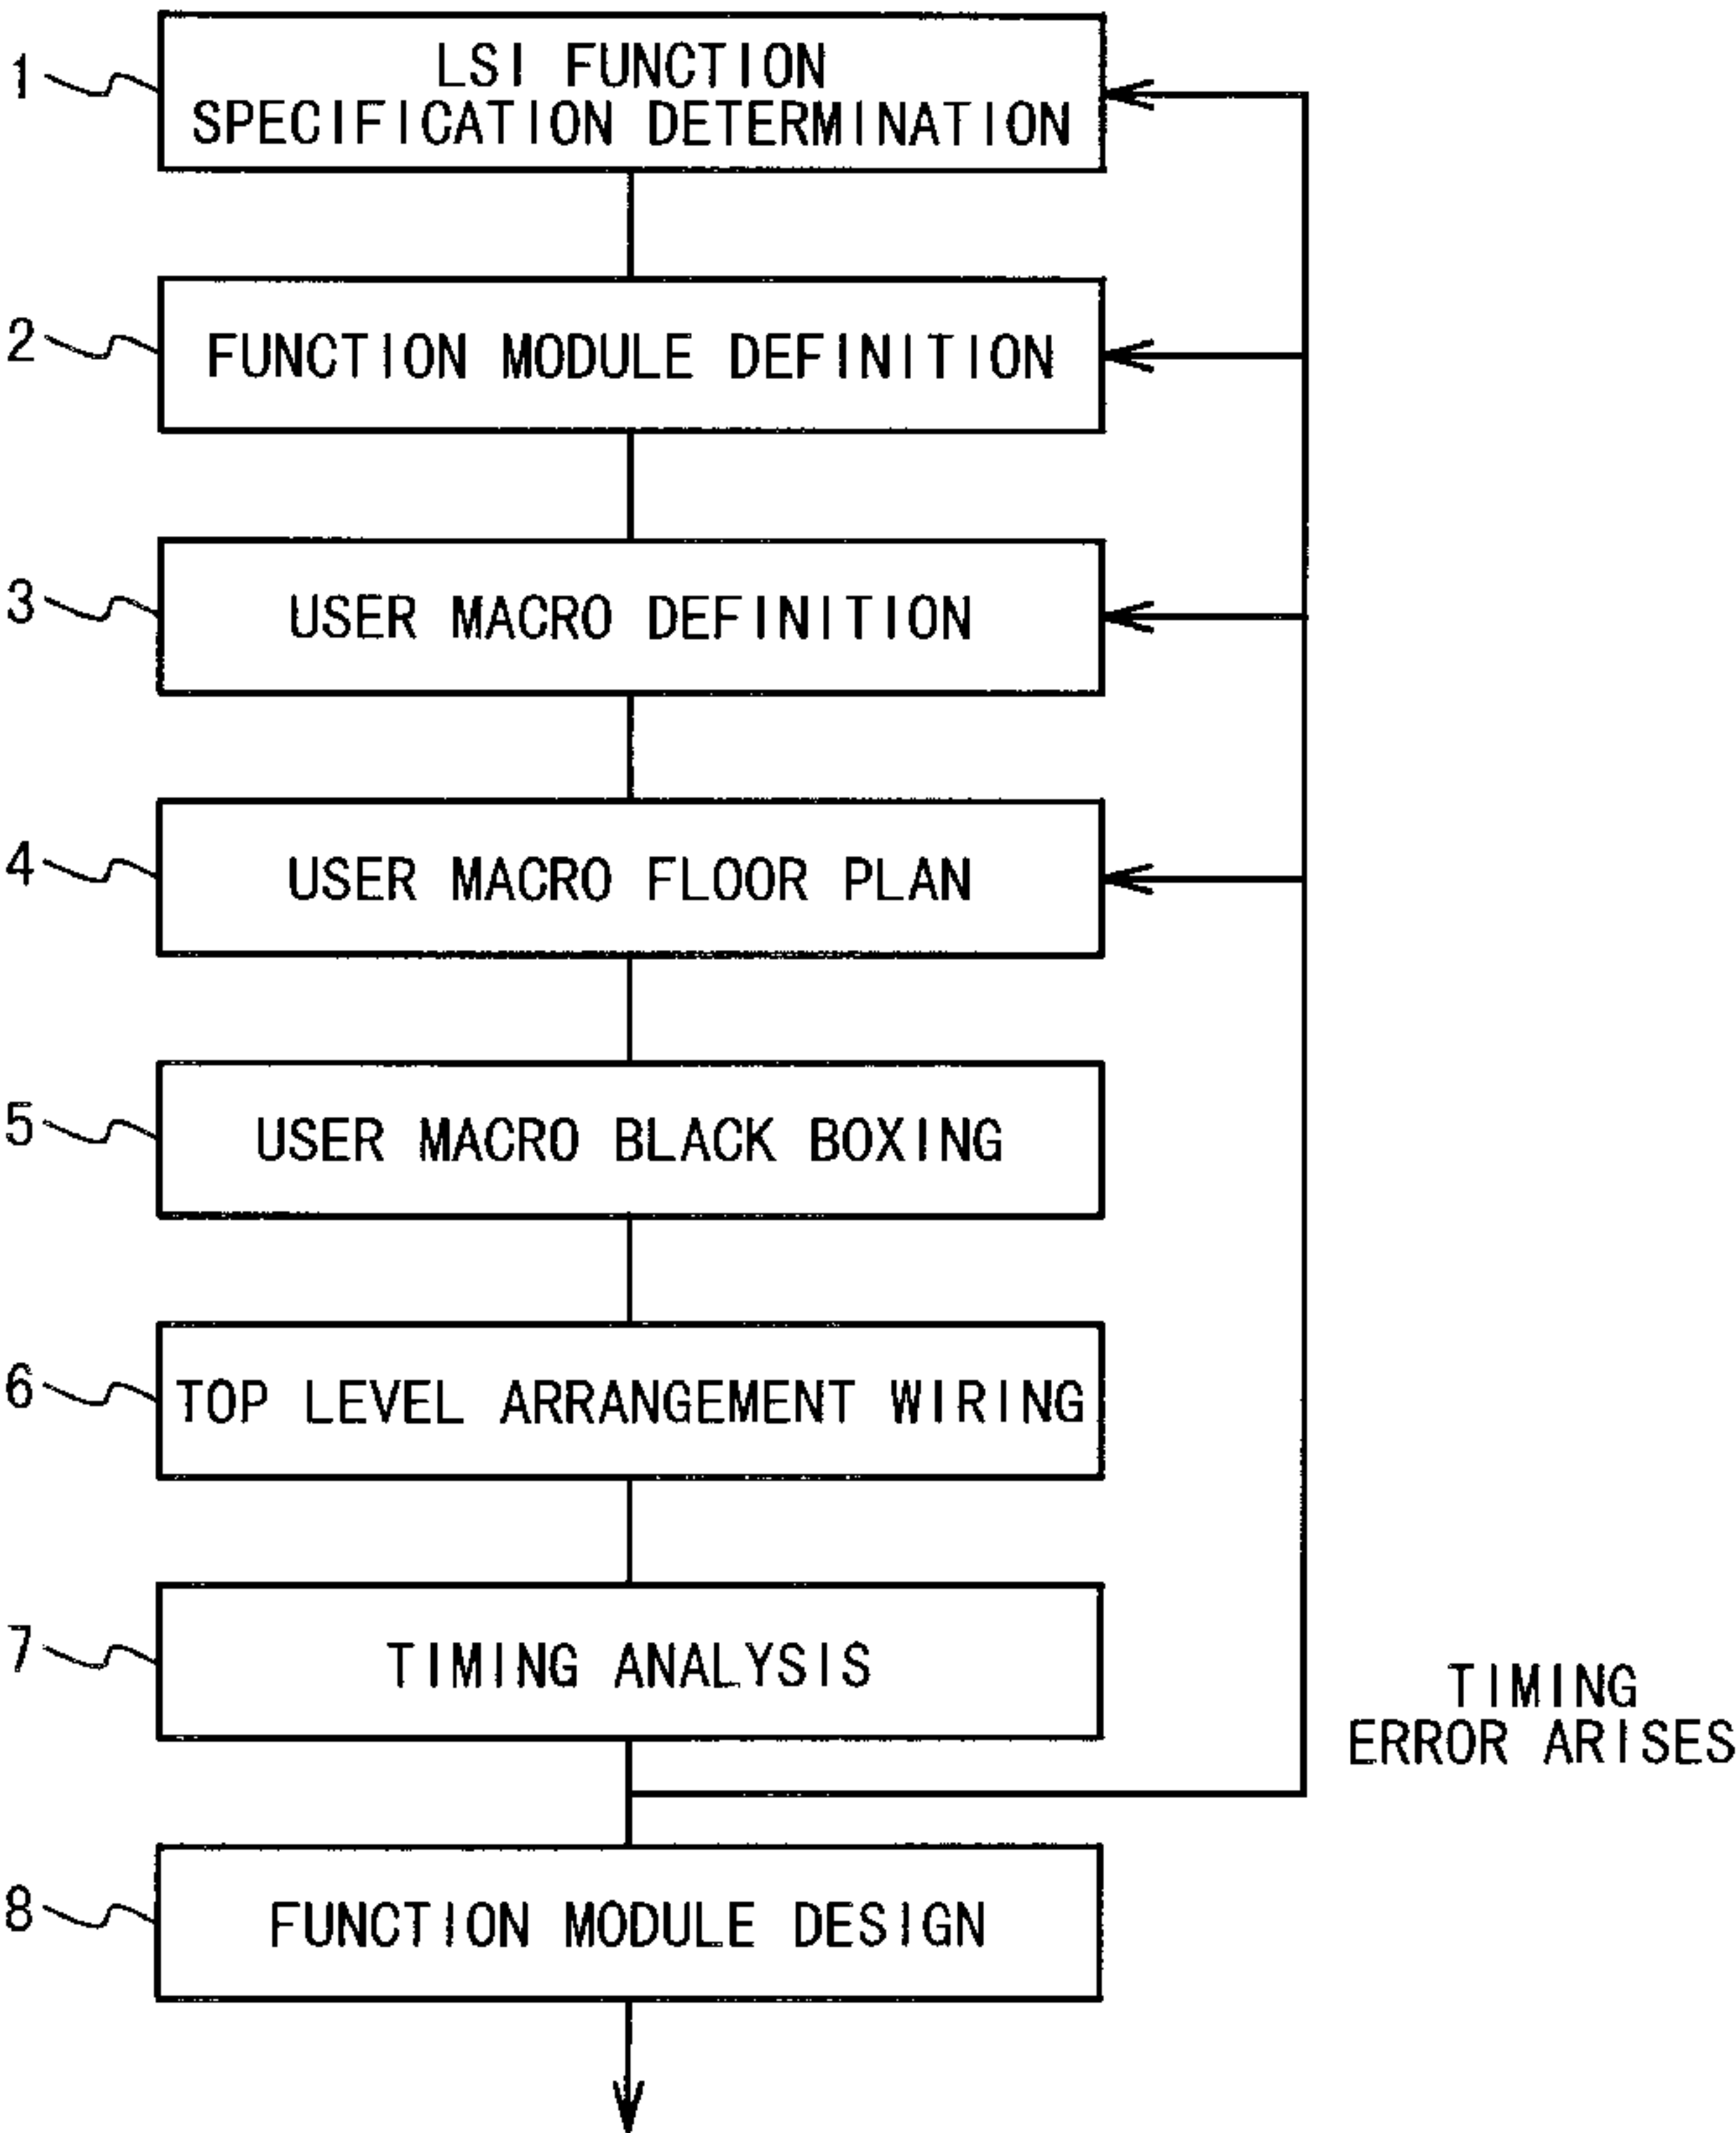 1
LSI FUNCTION
SPECIFICATION DETERMINATION
2
FUNCTION MODULE DEFINITION
3
USER MACRO DEFINITION
4
USER MACRO FLOOR PLAN
5
USER MACRO BLACK BOXING
6
TOP LEVEL ARRANGEMENT WIRING
7
TIMING ANALYSIS
TIMING
ERROR ARISES
8
FUNCTION MODULE DESIGN